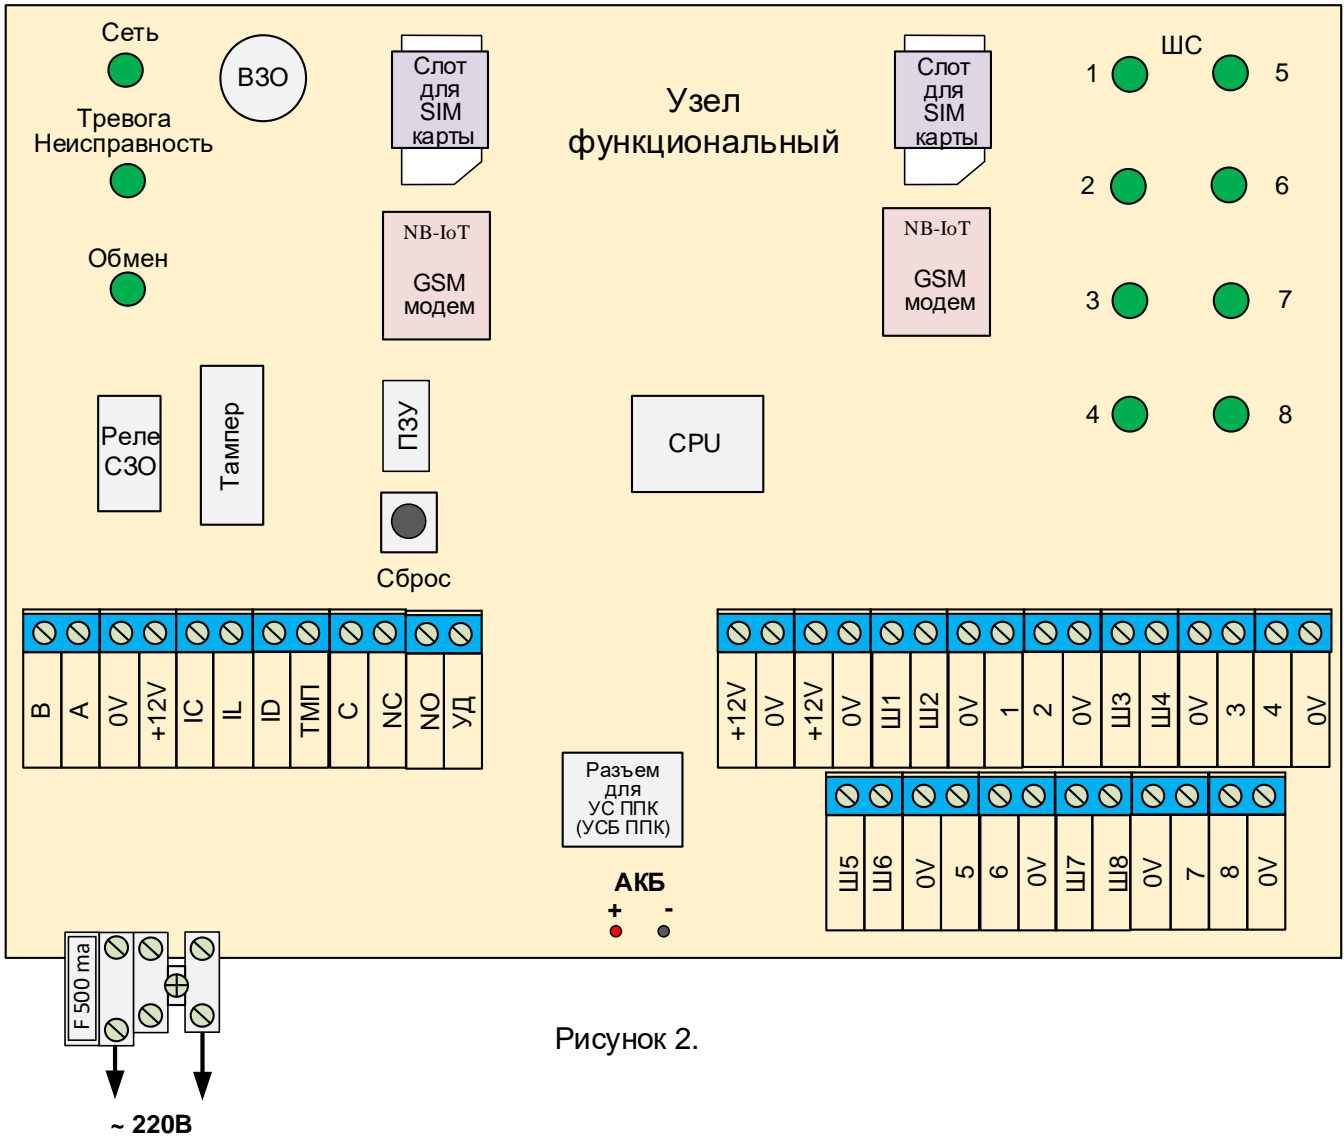 Сеть
ВЗО
Слот
для
SIM
карты
Узел
функциональный
Слот
для
SIM
карты
ШС
1
5
Тревога
Неисправность
2
6
Обмен
NB-IoT
GSM
модем
NB-IoT
GSM
модем
3
7
4
8
Реле
СЗО
Тампер
ПЗУ
CPU
Сброс
B
A
0V
+12V
IC
IL
ID
ТМП
C
NC
NO
УД
+12V
0V
+12V
0V
Ш1
Ш2
0V
1
2
0V
Ш3
Ш4
0V
3
4
0V
Разъем
для
УС ППК
(УСБ ППК)
Ш5
Ш6
0V
5
6
0V
Ш7
Ш8
0V
7
8
0V
АКБ
+ -
F 500 ma
Рисунок 2.
~ 220В